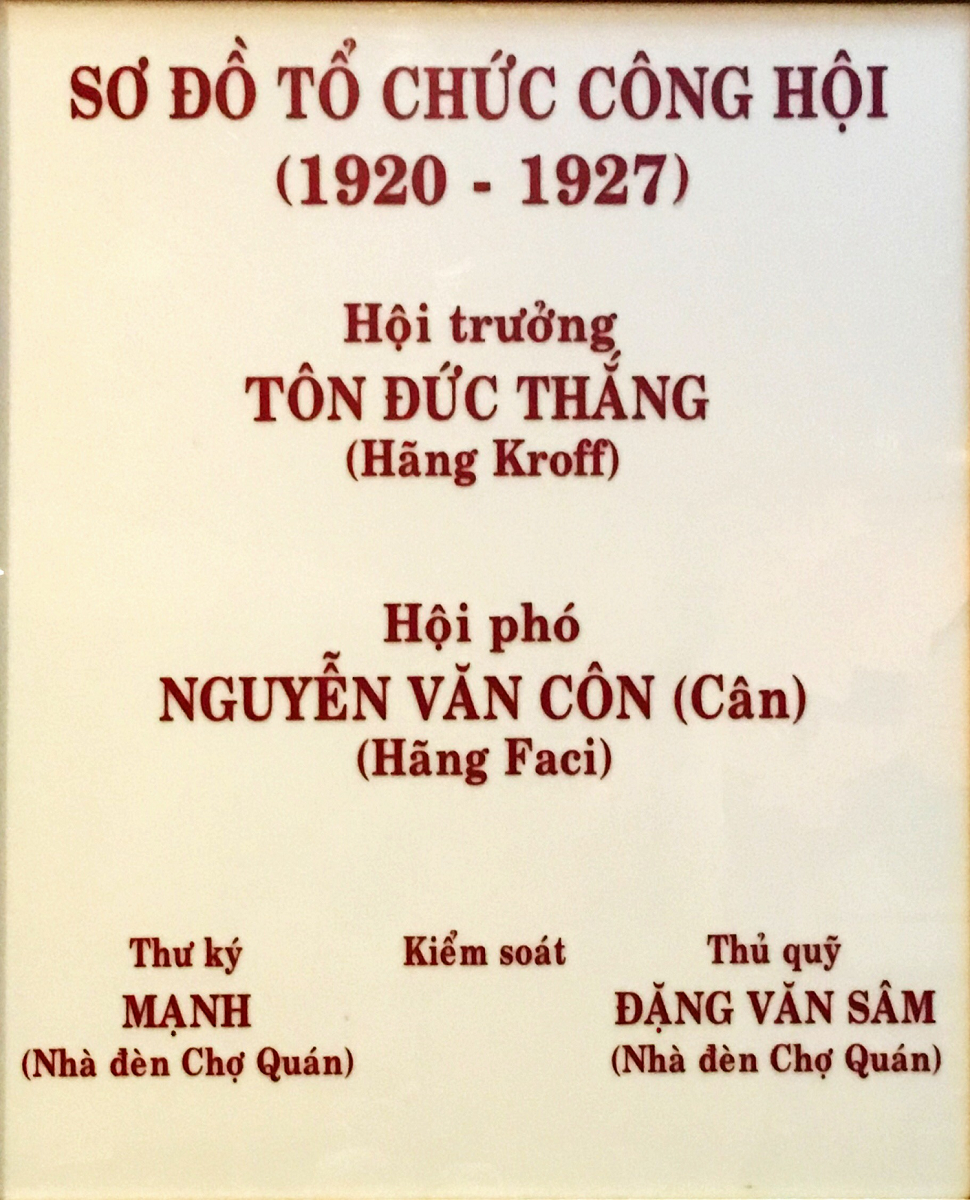 SƠ ĐỒ TỔ CHỨC CÔNG HỘI
(1920 - 1927)
Hội trưởng
TÔN ĐỨC THẮNG
(Hãng Kroff)
Hội phó
NGUYỄN VĂN CÔN (Cân)
(Hãng Faci)
Thư ký
MẠNH
(Nhà đèn Chợ Quán)
Kiểm soát
Thủ quỹ
ĐẶNG VĂN SÂM
(Nhà đèn Chợ Quán)